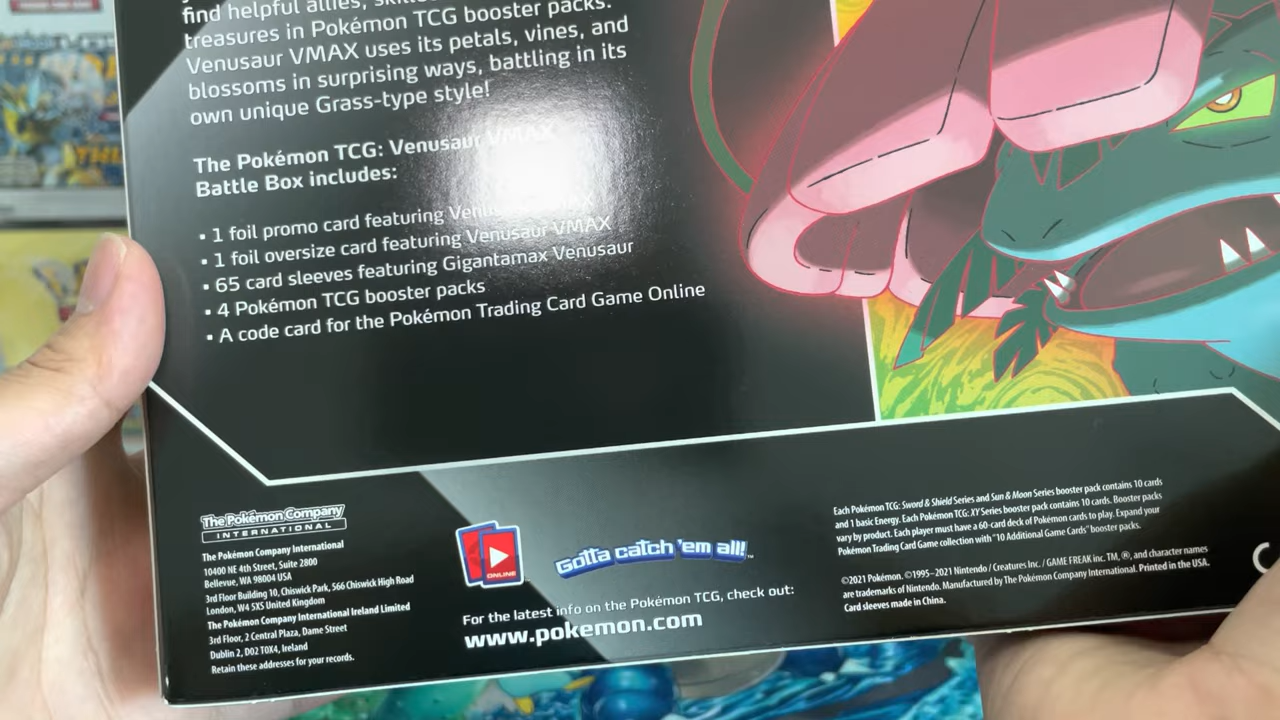 find helpful allies,
treasures in Pokémon TCG booster packs.
Venusaur VMAX uses its petals, vines, and
blossoms in surprising ways, battling in its
own unique Grass-type style!
The Pokémon TCG: Venusaur VMAX
Battle Box includes:
▪ 1 foil promo card featuring
▪ 1 foil oversize card featuring Venusaur VMAX
▪ 65 card sleeves featuring Gigantamax Venusaur
▪ 4 Pokémon TCG booster packs
▪ A code card for the Pokémon Trading Card Game Online
The Pokémon Company
INTERNATIONAL
The Pokémon Company International
10400 NE 4th Street, Suite 2800
Bellevue, WA 98004 USA
3rd Floor Building 10, Chiswick Park, 566 Chiswick High Road
London, W4 5XS United Kingdom
The Pokémon Company International Ireland Limited
3rd Floor, 2 Central Plaza, Dame Street
Dublin 2, D02 T0X4, Ireland
Retain these addresses for your records.
ONLINE
Gotta catch 'em all!™
For the latest info on the Pokémon TCG, check out:
www.pokemon.com
Each Pokémon TCG: Sword & Shield Series and Sun & Moon Series booster pack contains 10 cards
and 1 basic Energy. Each Pokémon TCG: XY Series booster pack contains 10 cards. Booster packs
vary by product. Each player must have a 60-card deck of Pokémon cards to play. Expand your
Pokémon Trading Card Game collection with "10 Additional Game Cards" booster packs.
©2021 Pokémon. ©1995–2021 Nintendo / Creatures Inc. / GAME FREAK inc. TM, ®, and character names
are trademarks of Nintendo. Manufactured by The Pokémon Company International. Printed in the USA.
Card sleeves made in China.